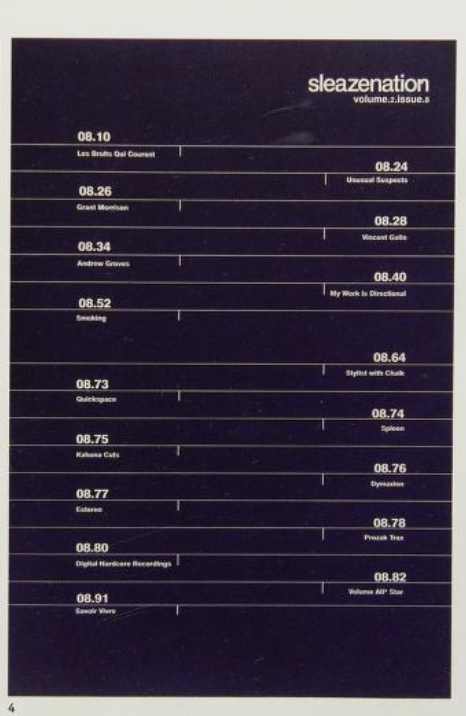 sleazenation
volume.2.issue.8
08.10
Les Bruits Qui Courent
08.24
Unusual Suspects
08.26
Grant Morrison
08.28
Vincent Gallo
08.34
Andrew Groves
08.40
My Work Is Directional
08.52
Smoking
08.64
Stylist with Chalk
08.73
Quickspace
08.74
Spleen
08.75
Kahuna Cuts
08.76
Dymaxion
08.77
Estereo
08.78
Prozak Trax
08.80
Digital Hardcore Recordings
08.82
Volume All* Star
08.91
Savoir Vivre
4